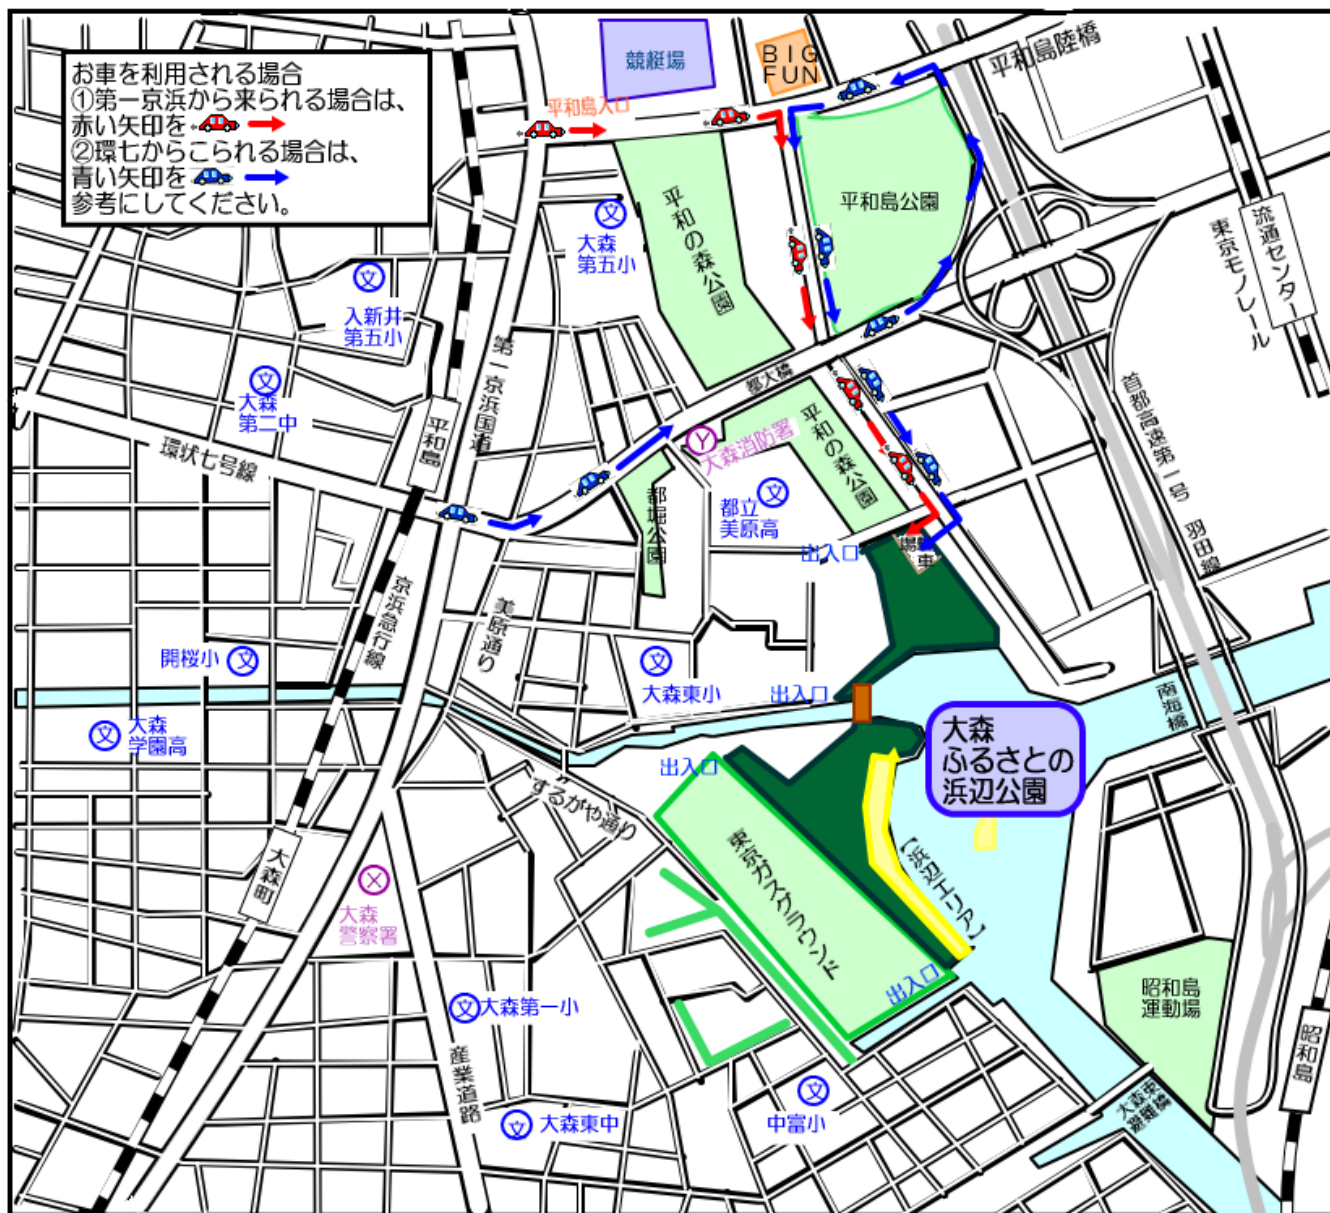 お車を利用される場合
①第一京浜から来られる場合は、
赤い矢印を
②環七からこられる場合は、
青い矢印を
参考にしてください。
競艇場
BIG
FUN
平和島陸橋
平和島入口
平和の森公園
平和島公園
流通センター
東京モノレール
大森
第五小
入新井
第五小
第一京浜国道
大森
第二中
平和島
環状七号線
都大橋
首都高速第一号 羽田線
大森消防署
平和の森公園
都堀公園
都立
美原高
出入口
駐車場
京浜急行線
美原通り
開桜小
大森東小
出入口
南海橋
大森
学園高
大森
ふるさとの
浜辺公園
出入口
するがや通り
東京ガスグラウンド
【浜辺エリア】
大森町
大森
警察署
出入口
昭和島
運動場
大森第一小
昭和島
産業道路
大森東
避難橋
大森東中
中富小